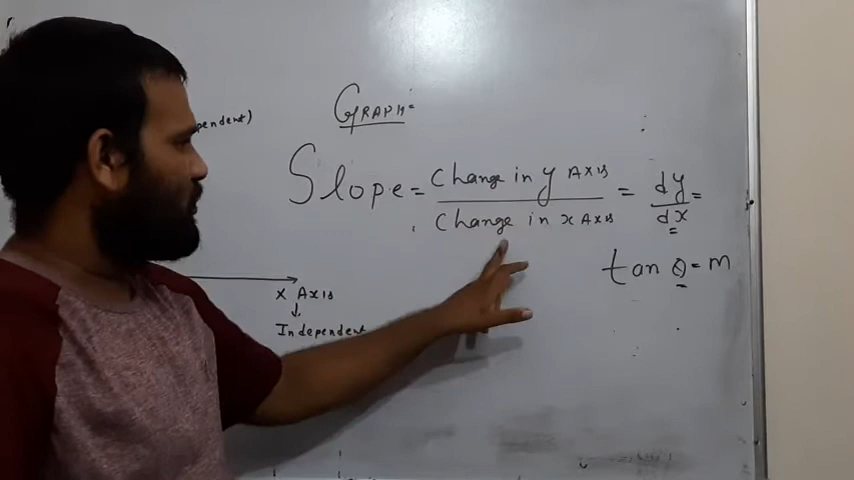 GRAPH=
pendent)
Slope = Change in y Axis / Change in x Axis = dy/dx =
tan θ = m
X Axis
↓
Independent